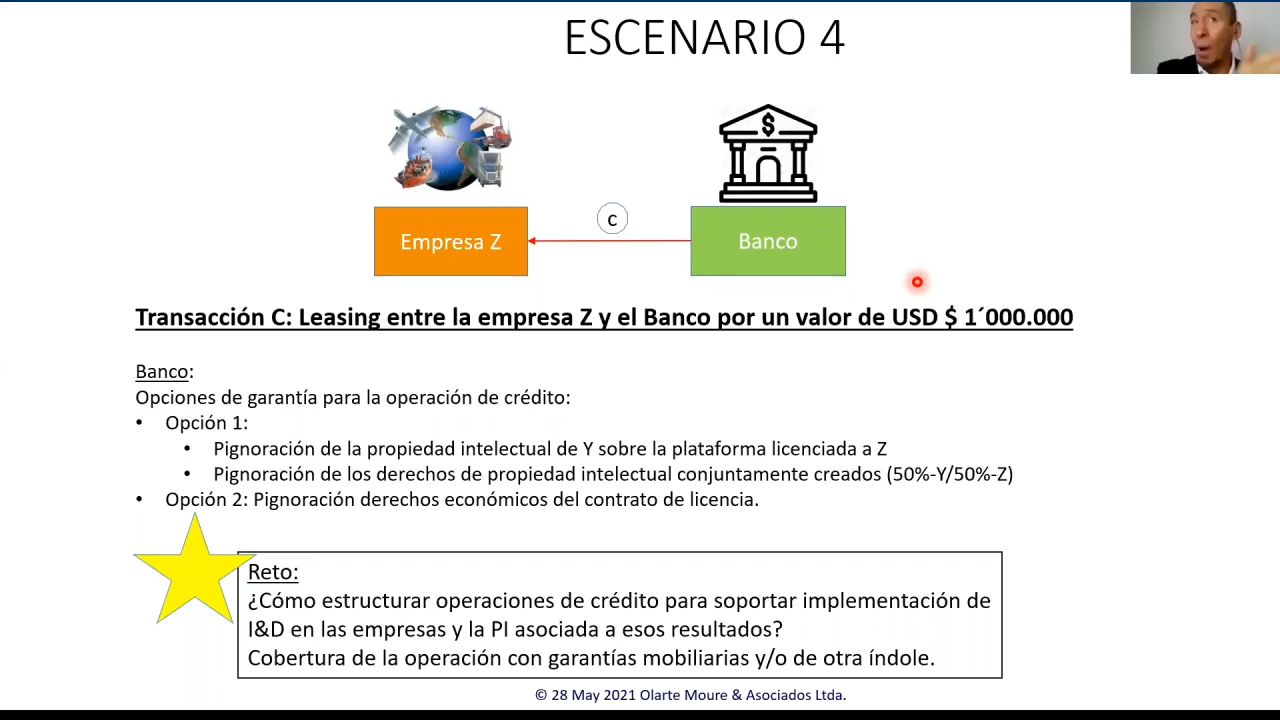 ESCENARIO 4
$
c
Empresa Z
Banco
Transacción C: Leasing entre la empresa Z y el Banco por un valor de USD $ 1´000.000
Banco:
Opciones de garantía para la operación de crédito:
• Opción 1:
• Pignoración de la propiedad intelectual de Y sobre la plataforma licenciada a Z
• Pignoración de los derechos de propiedad intelectual conjuntamente creados (50%-Y/50%-Z)
• Opción 2: Pignoración derechos económicos del contrato de licencia.
Reto:
¿Cómo estructurar operaciones de crédito para soportar implementación de
I&D en las empresas y la PI asociada a esos resultados?
Cobertura de la operación con garantías mobiliarias y/o de otra índole.
© 28 May 2021 Olarte Moure & Asociados Ltda.